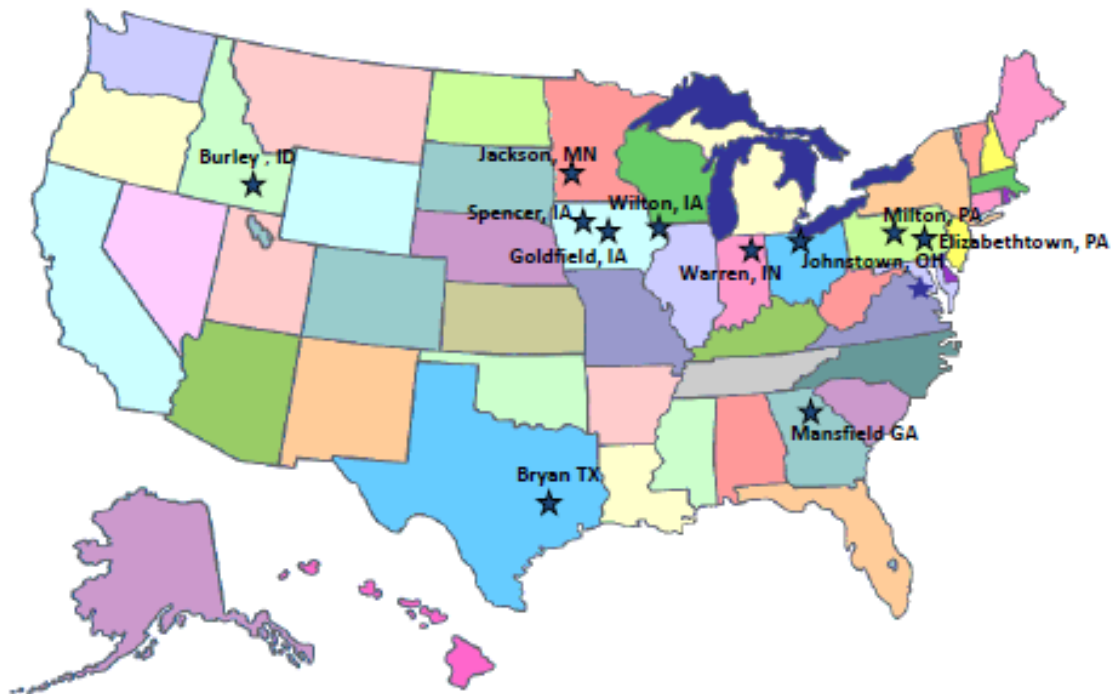 Burley , ID
Jackson, MN
Wilton, IA
Spencer, IA
Milton, PA
Elizabethtown, PA
Goldfield, IA
Johnstown, OH
Warren, IN
Mansfield GA
Bryan TX